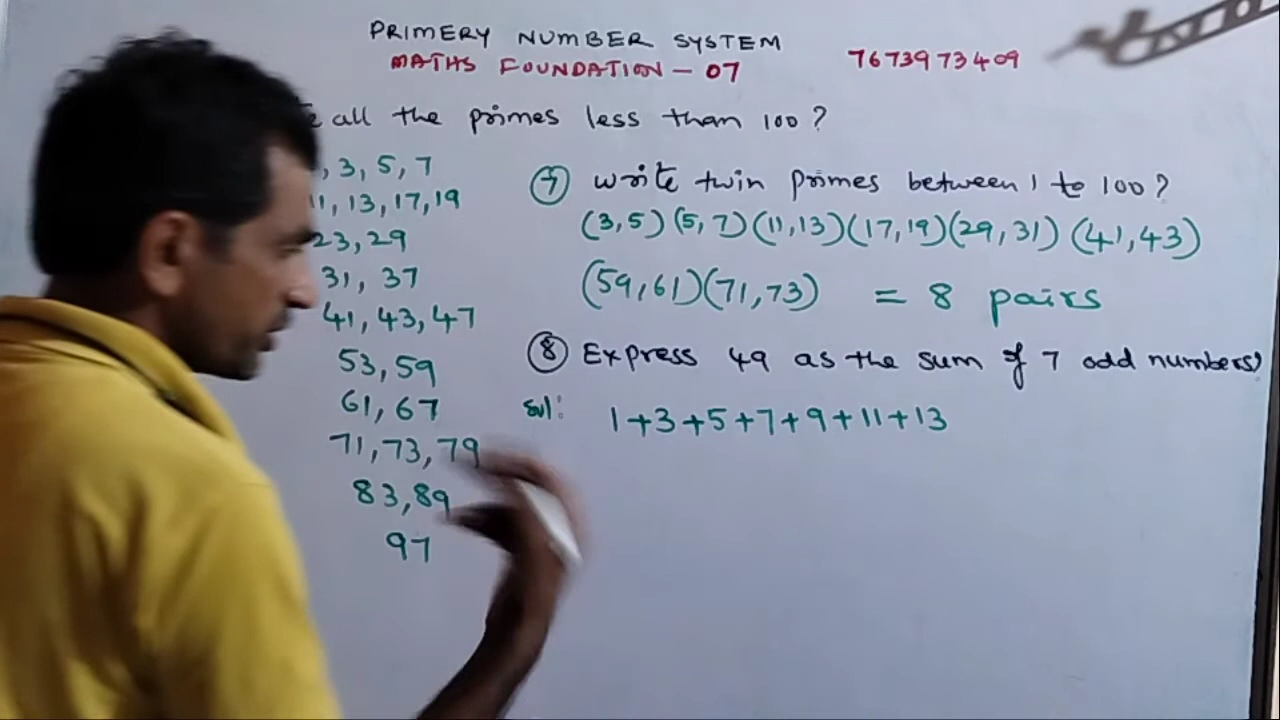 PRIMERY NUMBER SYSTEM
MATHS FOUNDATION - 07
7673973409
all the primes less than 100?
, 3, 5, 7
11, 13, 17, 19
23, 29
31, 37
41, 43, 47
53, 59
61, 67
71, 73, 79
83, 89
97
7 write twin primes between 1 to 100?
(3,5) (5,7) (11,13) (17,19) (29,31) (41,43)
(59,61) (71,73) = 8 pairs
8 Express 49 as the sum of 7 odd numbers?
Sol: 1+3+5+7+9+11+13